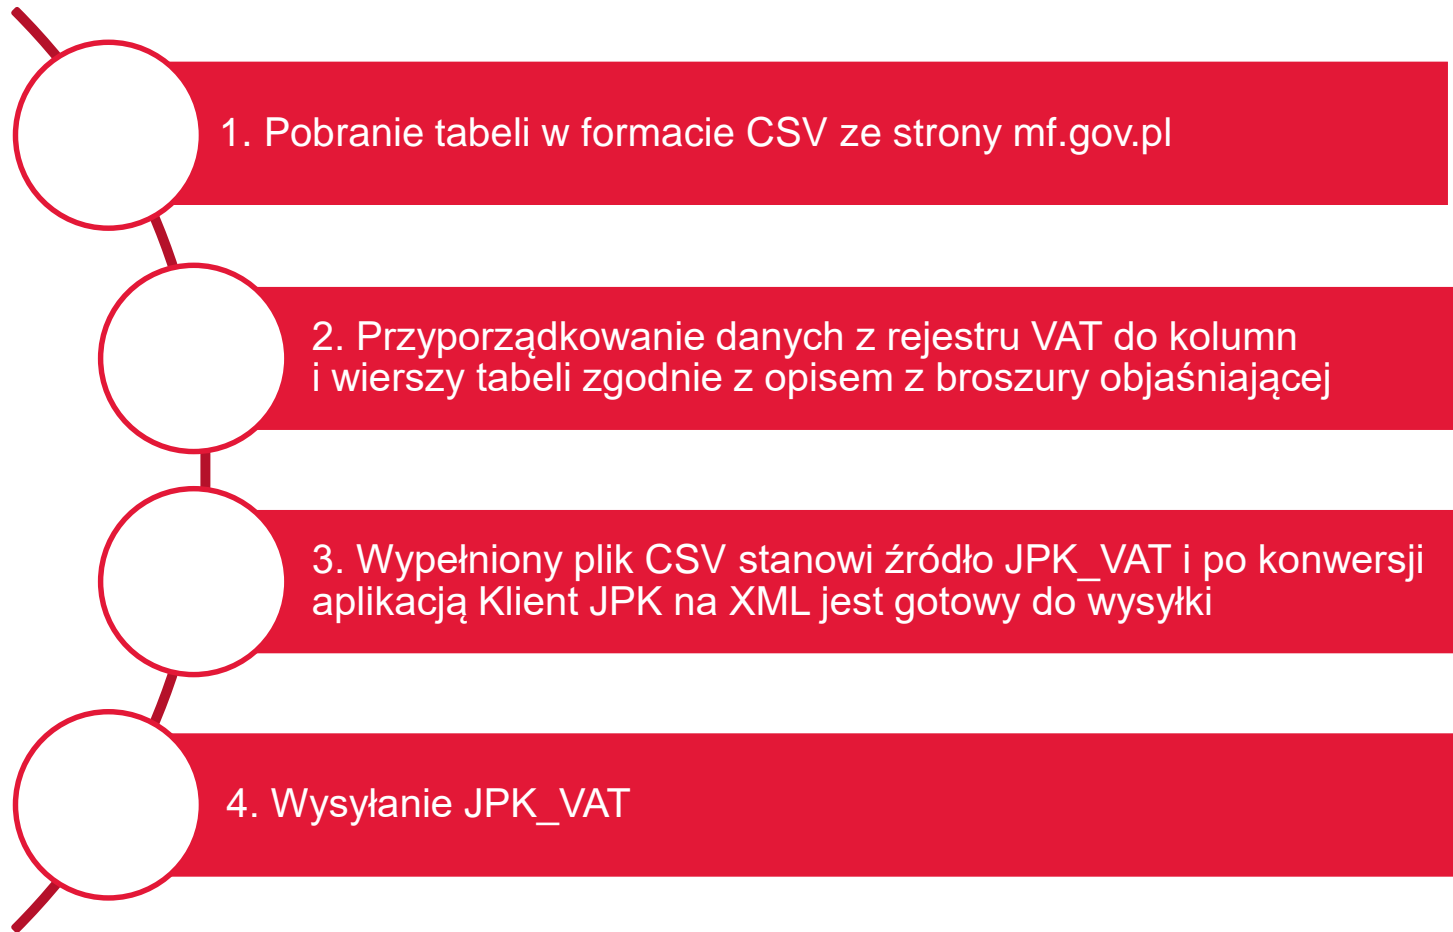 1. Pobranie tabeli w formacie CSV ze strony mf.gov.pl
2. Przyporządkowanie danych z rejestru VAT do kolumn
i wierszy tabeli zgodnie z opisem z broszury objaśniającej
3. Wypełniony plik CSV stanowi źródło JPK_VAT i po konwersji
aplikacją Klient JPK na XML jest gotowy do wysyłki
4. Wysyłanie JPK_VAT